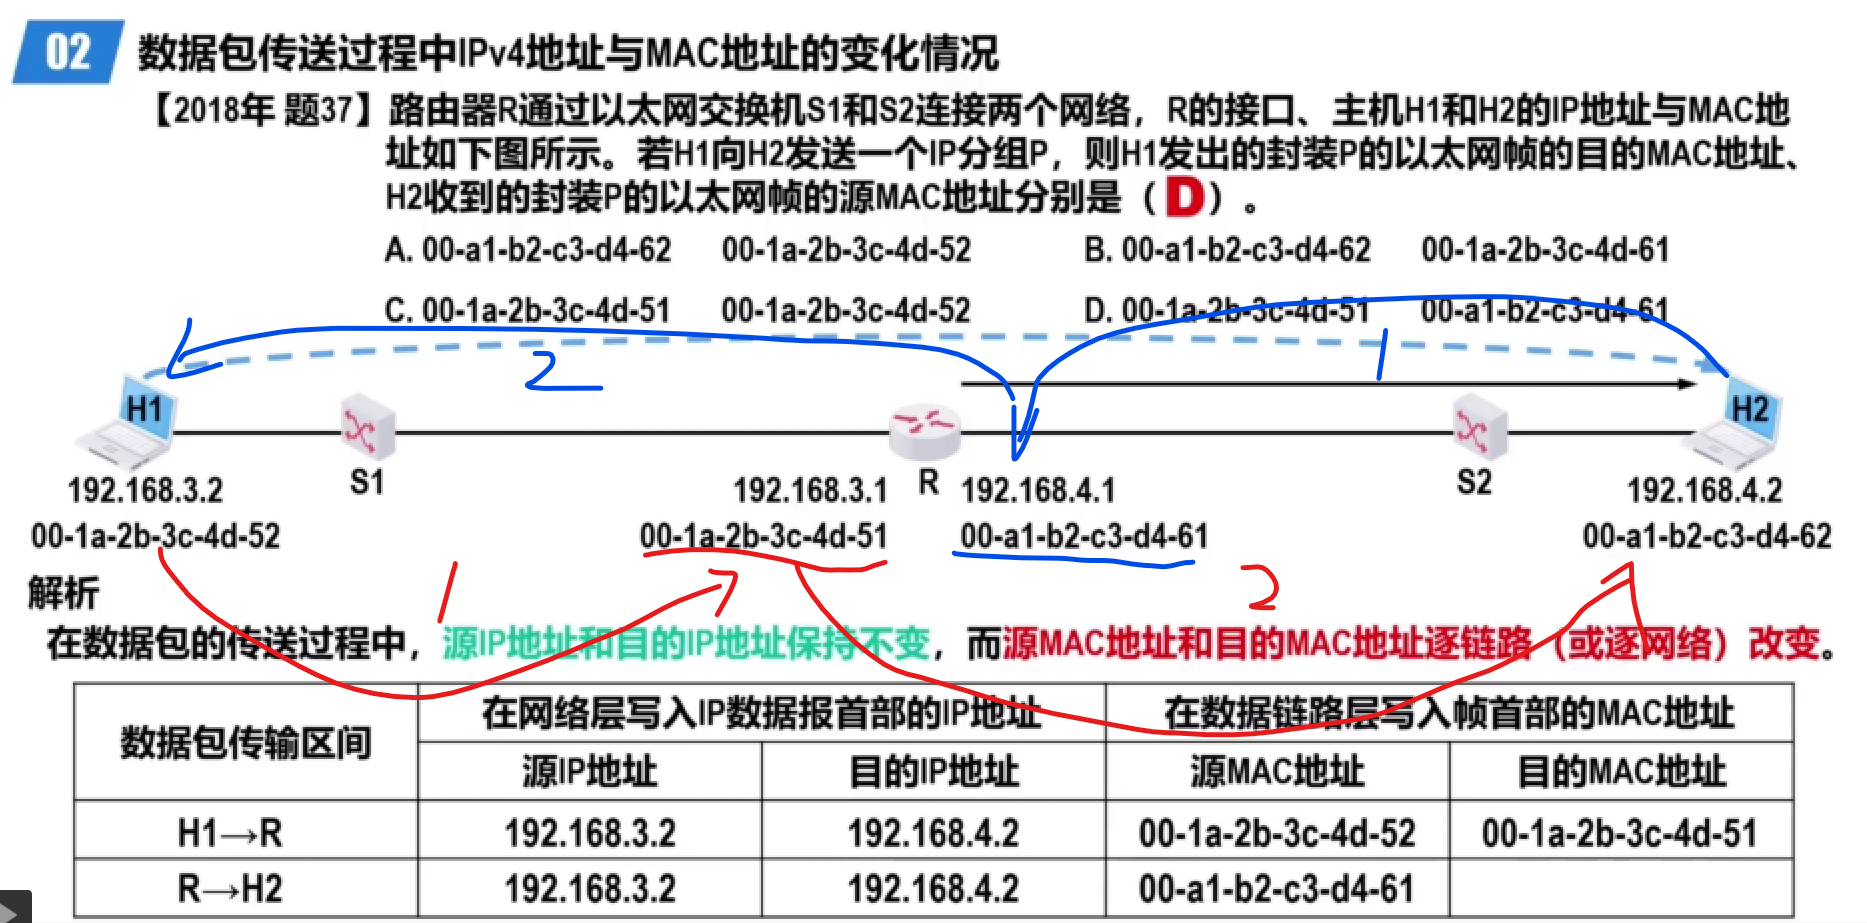 02 数据包传送过程中IPv4地址与MAC地址的变化情况
【2018年 题37】路由器R通过以太网交换机S1和S2连接两个网络，R的接口、主机H1和H2的IP地址与MAC地
址如下图所示。若H1向H2发送一个IP分组P，则H1发出的封装P的以太网帧的目的MAC地址、
H2收到的封装P的以太网帧的源MAC地址分别是（D）。
A. 00-a1-b2-c3-d4-62 00-1a-2b-3c-4d-52 B. 00-a1-b2-c3-d4-62 00-1a-2b-3c-4d-61
C. 00-1a-2b-3c-4d-51 00-1a-2b-3c-4d-52 D. 00-1a-2b-3c-4d-51 00-a1-b2-c3-d4-61
2 1
H1 H2
S1 R S2
192.168.3.2 192.168.3.1 192.168.4.1 192.168.4.2
00-1a-2b-3c-4d-52 00-1a-2b-3c-4d-51 00-a1-b2-c3-d4-61 00-a1-b2-c3-d4-62
1 2
解析
在数据包的传送过程中，源IP地址和目的IP地址保持不变，而源MAC地址和目的MAC地址逐链路（或逐网络）改变。
数据包传输区间 在网络层写入IP数据报首部的IP地址 在数据链路层写入帧首部的MAC地址
源IP地址 目的IP地址 源MAC地址 目的MAC地址
H1→R 192.168.3.2 192.168.4.2 00-1a-2b-3c-4d-52 00-1a-2b-3c-4d-51
R→H2 192.168.3.2 192.168.4.2 00-a1-b2-c3-d4-61